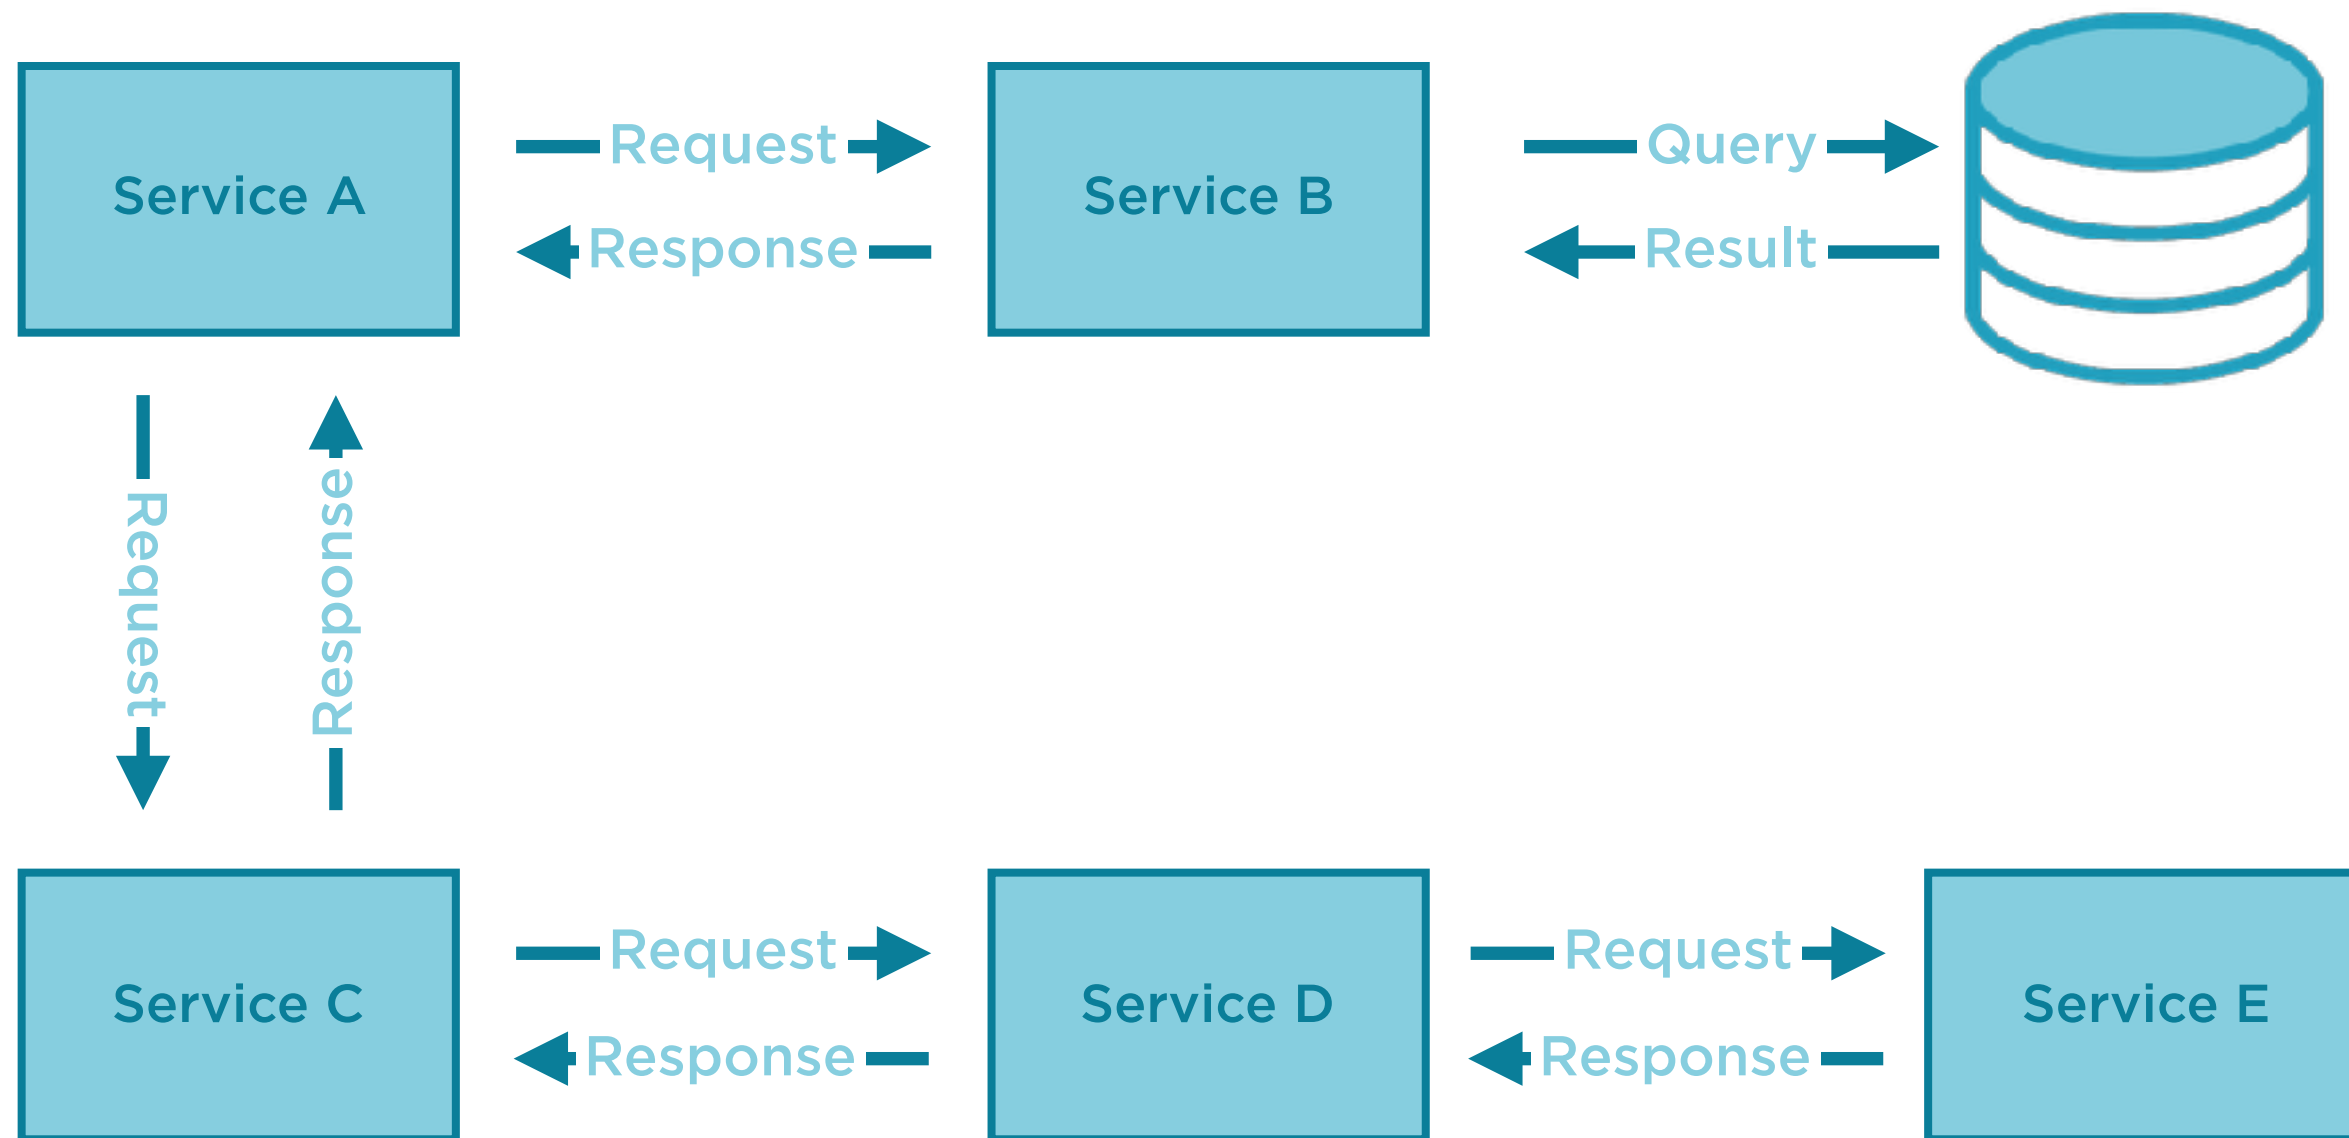 Service A
Request
Response
Service B
Query
Result
Request
Response
Service C
Request
Response
Service D
Request
Response
Service E